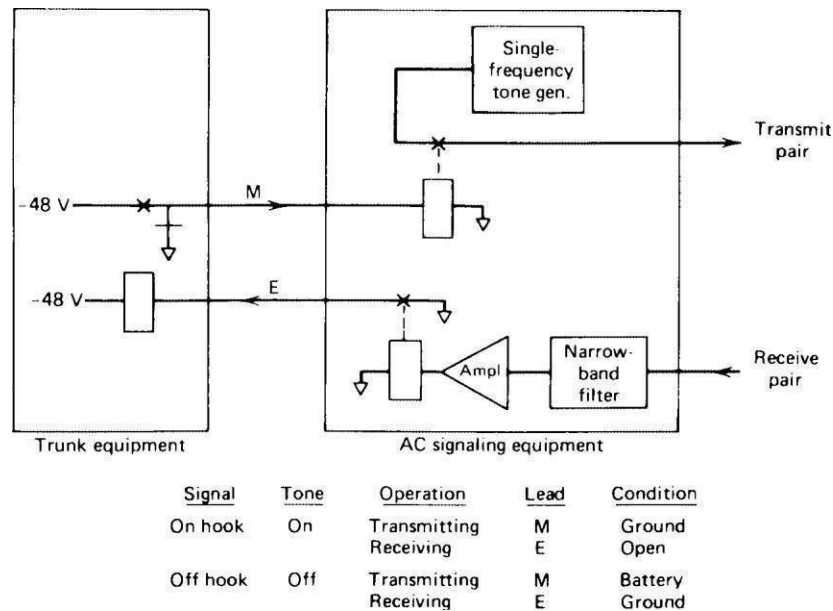 Single-
frequency
tone gen.
Transmit
pair
M
-48 V
E
-48 V
Ampl
Narrow-
band
filter
Receive
pair
Trunk equipment
AC signaling equipment
Signal Tone Operation Lead Condition
On hook On Transmitting M Ground
Receiving E Open
Off hook Off Transmitting M Battery
Receiving E Ground